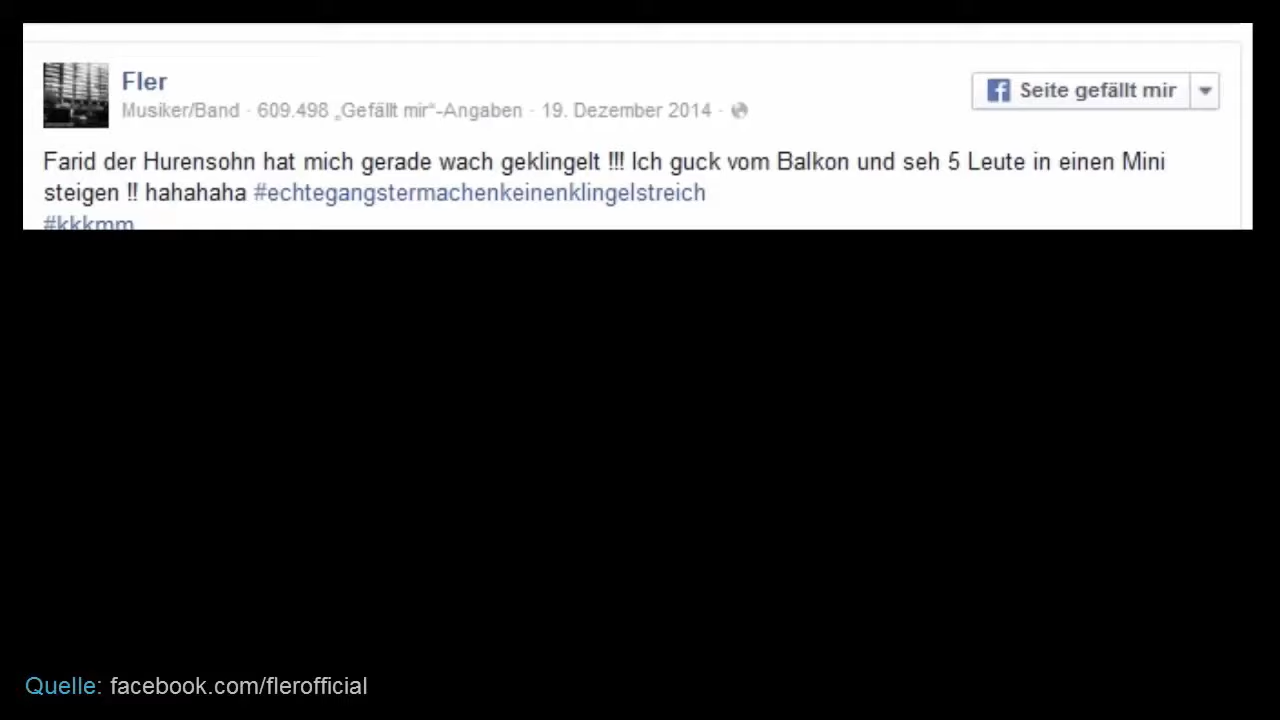 Fler
Musiker/Band · 609.498 „Gefällt mir“-Angaben · 19. Dezember 2014 ·
Seite gefällt mir
Farid der Hurensohn hat mich gerade wach geklingelt !!! Ich guck vom Balkon und seh 5 Leute in einen Mini
steigen !! hahahaha #echtegangstermachenkeinenklingelstreich
#kkkmm
Quelle: facebook.com/flerofficial